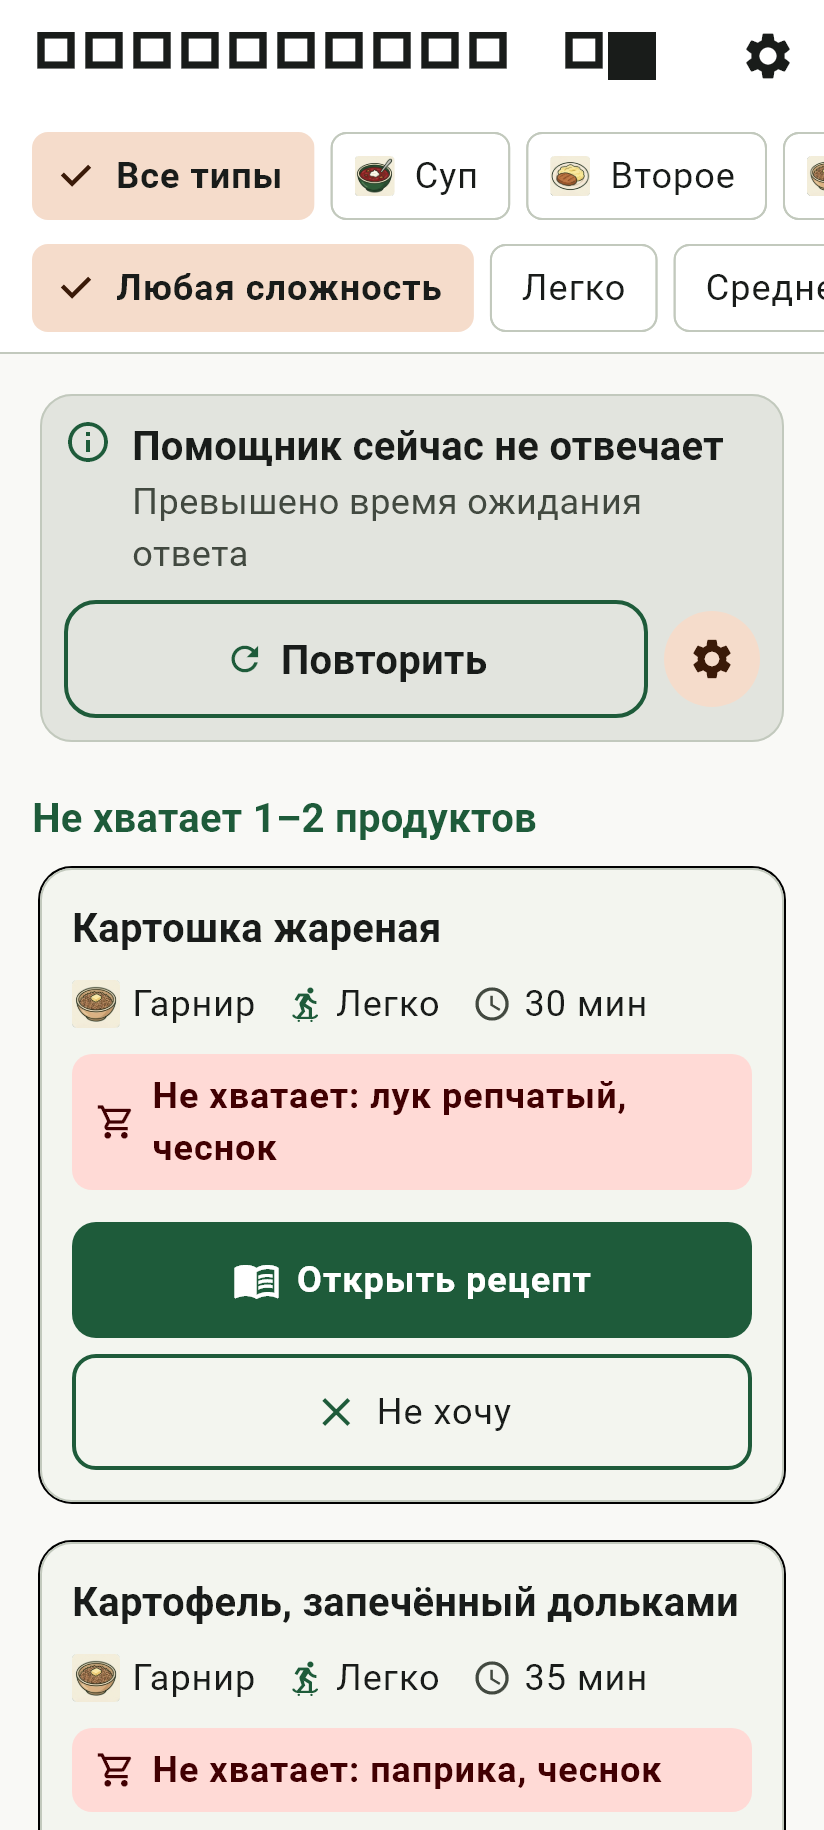 Все типы
Суп
Второе
Любая сложность
Легко
Средне
Помощник сейчас не отвечает
Превышено время ожидания
ответа
Повторить
Не хватает 1–2 продуктов
Картошка жареная
Гарнир
Легко
30 мин
Не хватает: лук репчатый,
чеснок
Открыть рецепт
Не хочу
Картофель, запечённый дольками
Гарнир
Легко
35 мин
Не хватает: паприка, чеснок